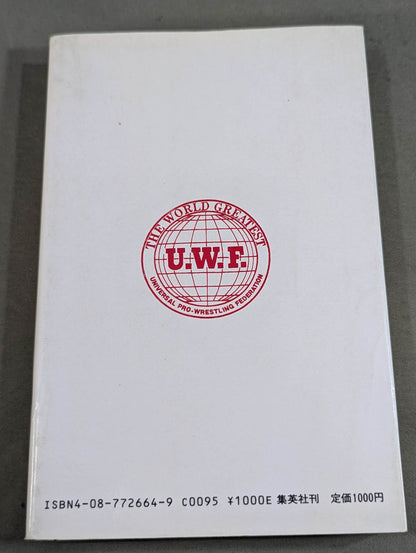 THE WORLD GREATEST
U.W.F.
UNIVERSAL PRO-WRESTLING FEDERATION
ISBN4-08-772664-9 C0095 ¥1000E 集英社刊 定価1000円